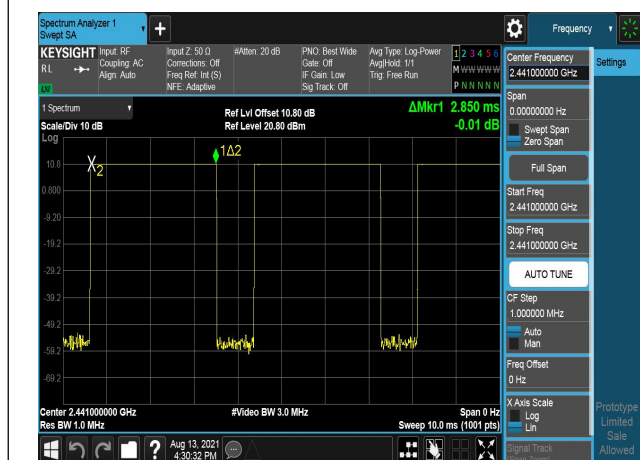 Spectrum Analyzer 1
Swept SA
+
Frequency
KEYSIGHT
RL
LXI
Input: RF
Coupling: AC
Align: Auto
Input Z: 50 Ω
Corrections: Off
Freq Ref: Int (S)
NFE: Adaptive
#Atten: 20 dB
PNO: Best Wide
Gate: Off
IF Gain: Low
Sig Track: Off
Avg Type: Log-Power
Avg|Hold: 1/1
Trig: Free Run
1 2 3 4 5 6
M W W W W W
P N N N N N
1 Spectrum
Scale/Div 10 dB
Log
Ref Lvl Offset 10.80 dB
Ref Level 20.80 dBm
ΔMkr1 2.850 ms
-0.01 dB
X2
1Δ2
10.8
0.800
-9.20
-19.2
-29.2
-39.2
-49.2
-59.2
-69.2
Center 2.441000000 GHz
Res BW 1.0 MHz
#Video BW 3.0 MHz
Span 0 Hz
Sweep 10.0 ms (1001 pts)
?
Aug 13, 2021
4:30:32 PM
Center Frequency
2.441000000 GHz
Span
0.00000000 Hz
Swept Span
Zero Span
Full Span
Start Freq
2.441000000 GHz
Stop Freq
2.441000000 GHz
AUTO TUNE
CF Step
1.000000 MHz
Auto
Man
Freq Offset
0 Hz
X Axis Scale
Log
Lin
Signal Track
(Span Zoom)
Settings
Prototype
Limited
Sale
Allowed